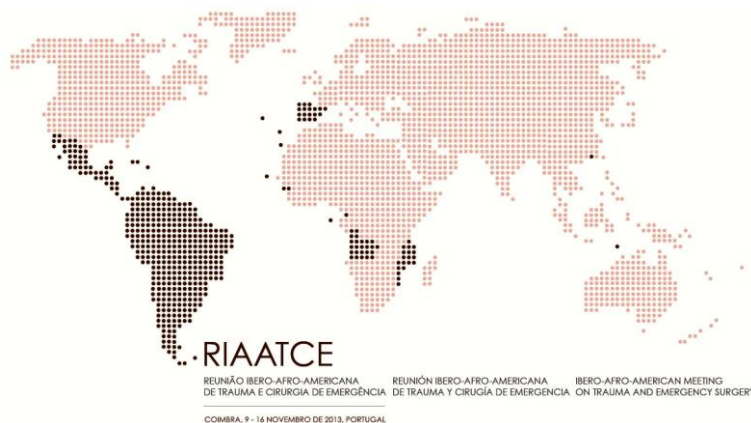 RIAATCE
REUNIÃO IBERO-AFRO-AMERICANA
DE TRAUMA E CIRURGIA DE EMERGÊNCIA
REUNIÓN IBERO-AFRO-AMERICANA
DE TRAUMA Y CIRUGÍA DE EMERGENCIA
IBERO-AFRO-AMERICAN MEETING
ON TRAUMA AND EMERGENCY SURGERY
COIMBRA, 9 - 16 NOVEMBRO DE 2013, PORTUGAL